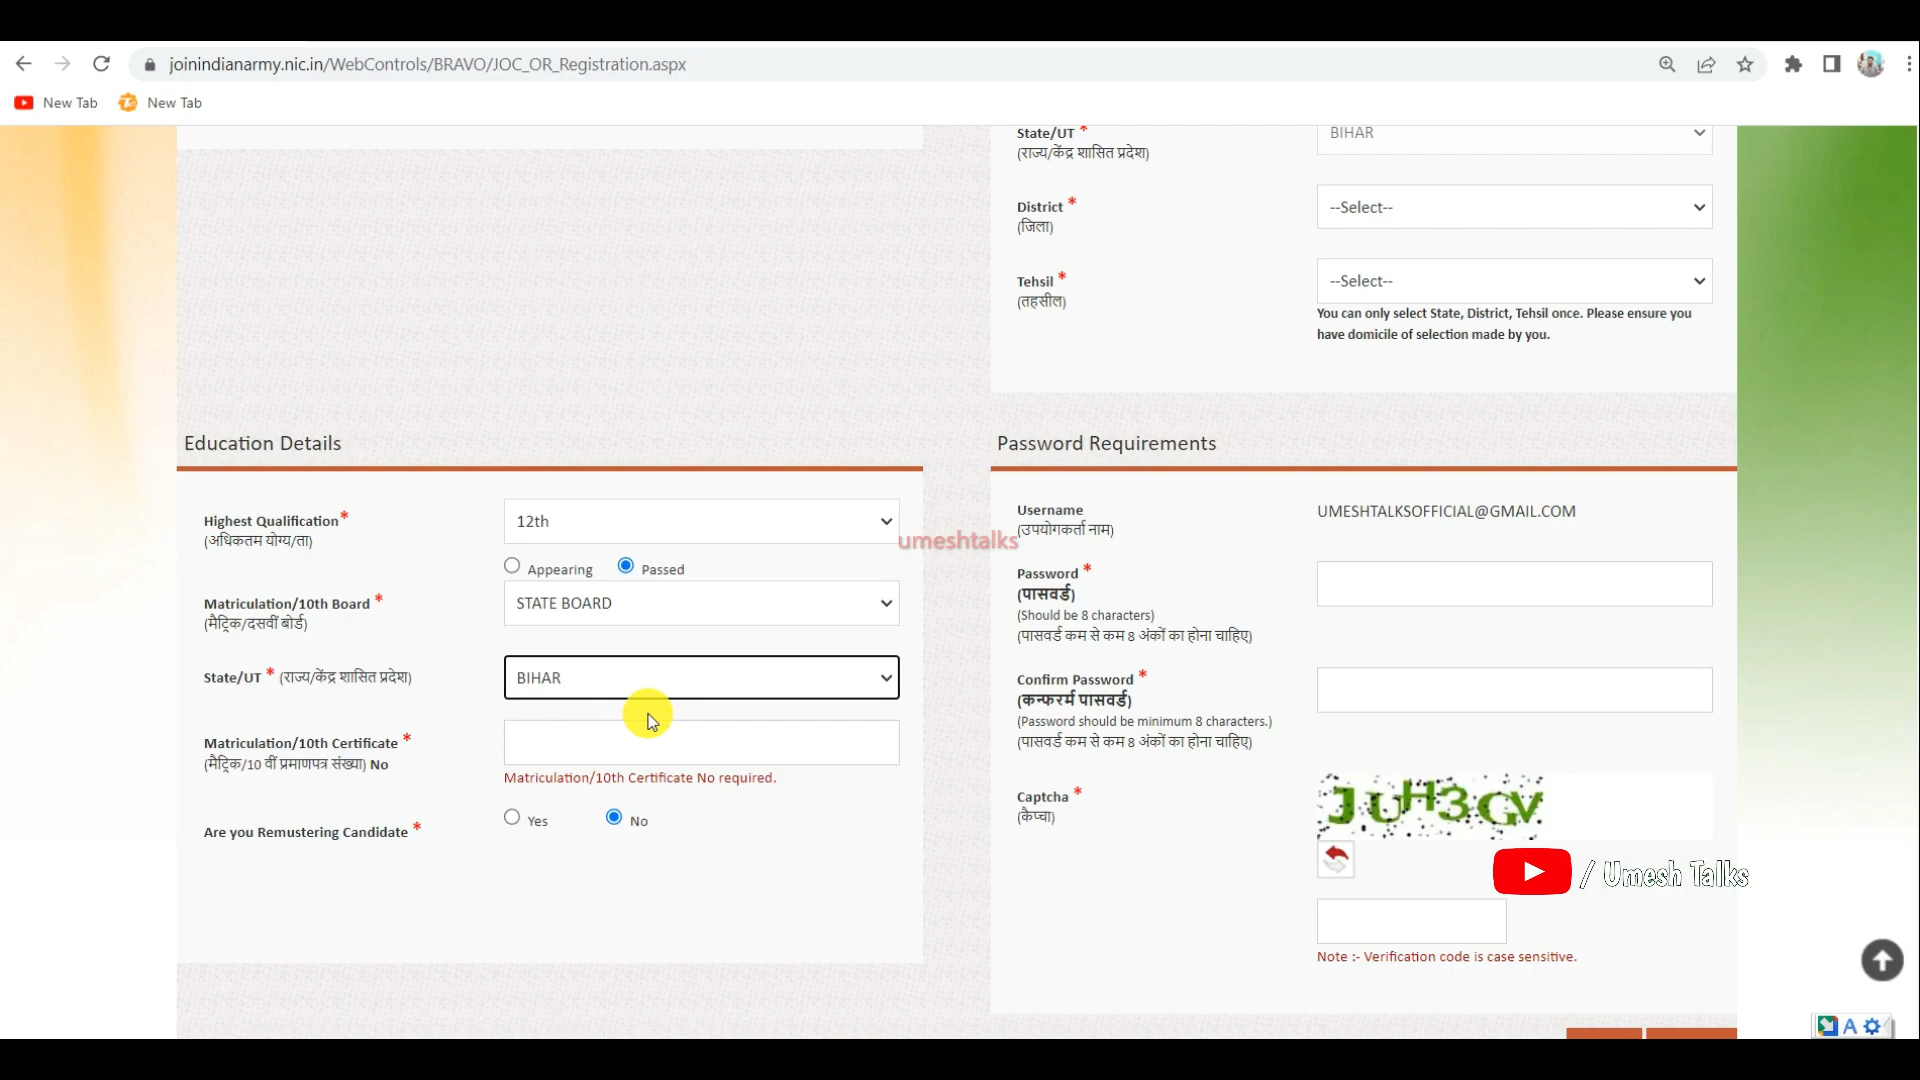 joinindianarmy.nic.in/WebControls/BRAVO/JOC_OR_Registration.aspx
New Tab
New Tab
State/UT *
(राज्य/केंद्र शासित प्रदेश)
BIHAR
District *
(जिला)
--Select--
Tehsil *
(तहसील)
--Select--
You can only select State, District, Tehsil once. Please ensure you
have domicile of selection made by you.
Education Details
Highest Qualification *
(अधिकतम योग्य/ता)
12th
Appearing Passed
Matriculation/10th Board *
(मैट्रिक/दसवीं बोर्ड)
STATE BOARD
State/UT * (राज्य/केंद्र शासित प्रदेश)
BIHAR
Matriculation/10th Certificate *
(मैट्रिक/10 वीं प्रमाणपत्र संख्या) No
Matriculation/10th Certificate No required.
Are you Remustering Candidate *
Yes No
umeshtalks
Password Requirements
Username
(उपयोगकर्ता नाम)
UMESHTALKSOFFICIAL@GMAIL.COM
Password *
(पासवर्ड)
(Should be 8 characters)
(पासवर्ड कम से कम 8 अंकों का होना चाहिए)
Confirm Password *
(कन्फरर्म पासवर्ड)
(Password should be minimum 8 characters.)
(पासवर्ड कम से कम 8 अंकों का होना चाहिए)
Captcha *
(कैप्चा)
JUH3GV
/ Umesh Talks
Note :- Verification code is case sensitive.
A